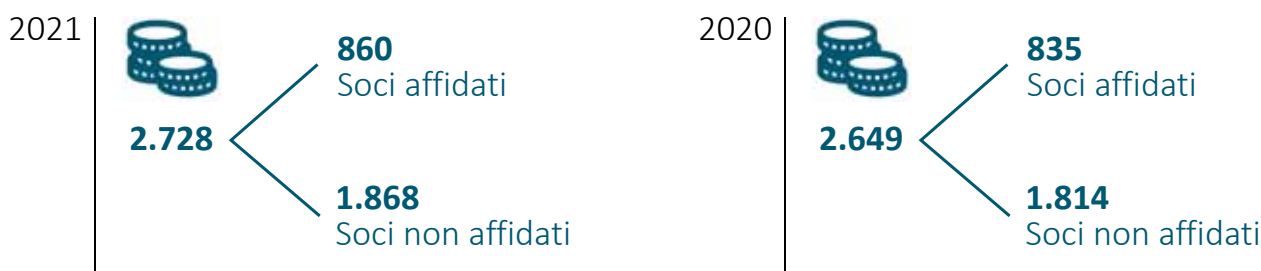 2021
860
Soci affidati
2.728
1.868
Soci non affidati
2020
835
Soci affidati
2.649
1.814
Soci non affidati